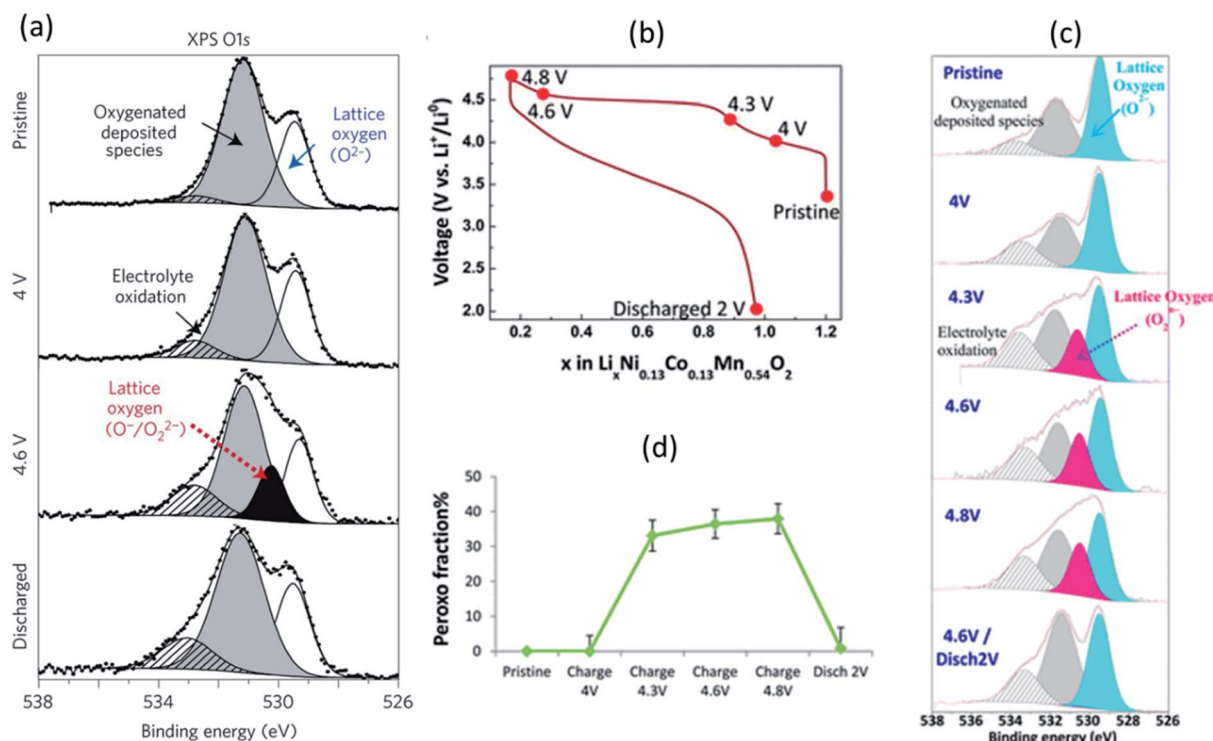 (a)
XPS O1s
Pristine
Oxygenated
deposited
species
Lattice
oxygen
(O²⁻)
4 V
Electrolyte
oxidation
4.6 V
Lattice
oxygen
(O⁻/O₂²⁻)
Discharged
538 535 532 529 526
Binding energy (eV)
(b)
Voltage (V vs. Li⁺/Li⁰)
4.5
4.0
3.5
3.0
2.5
2.0
4.8 V
4.6 V
4.3 V
4 V
Pristine
Discharged 2 V
0.2 0.4 0.6 0.8 1.0 1.2
x in LiₓNi₀.₁₃Co₀.₁₃Mn₀.₅₄O₂
(d)
Peroxo fraction%
50
40
30
20
10
0
Pristine Charge Charge Charge Charge Disch 2V
4V 4.3V 4.6V 4.8V
(c)
Pristine
Lattice
Oxygen
(O²⁻)
Oxygenated
deposited species
4V
4.3V
Lattice Oxygen
Electrolyte
oxidation
4.6V
4.8V
4.6V /
Disch2V
538 536 534 532 530 528 526
Binding energy (eV)